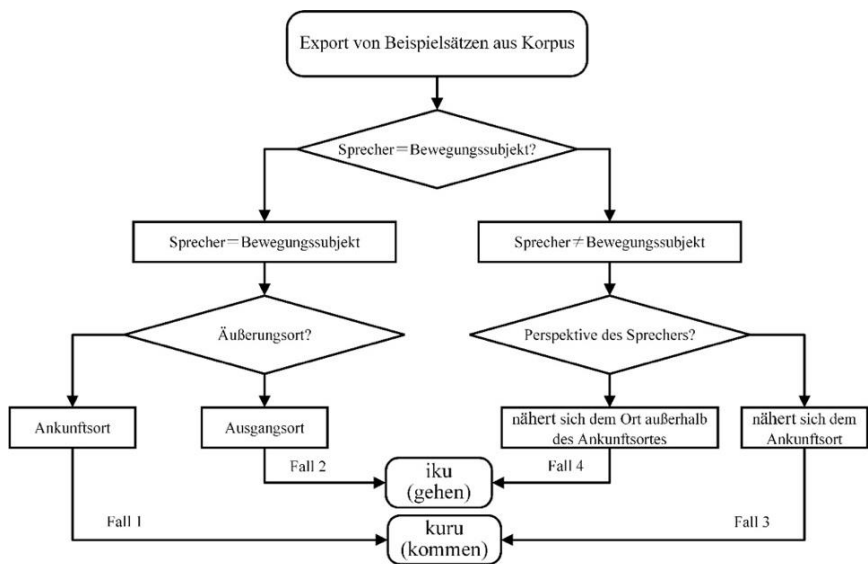 Export von Beispielsätzen aus Korpus
Sprecher=Bewegungssubjekt?
Sprecher=Bewegungssubjekt
Sprecher≠Bewegungssubjekt
Äußerungsort?
Perspektive des Sprechers?
Ankunftsort
Ausgangsort
nähert sich dem Ort außerhalb
des Ankunftsortes
nähert sich dem
Ankunftsort
Fall 2
iku
(gehen)
Fall 4
Fall 1
kuru
(kommen)
Fall 3